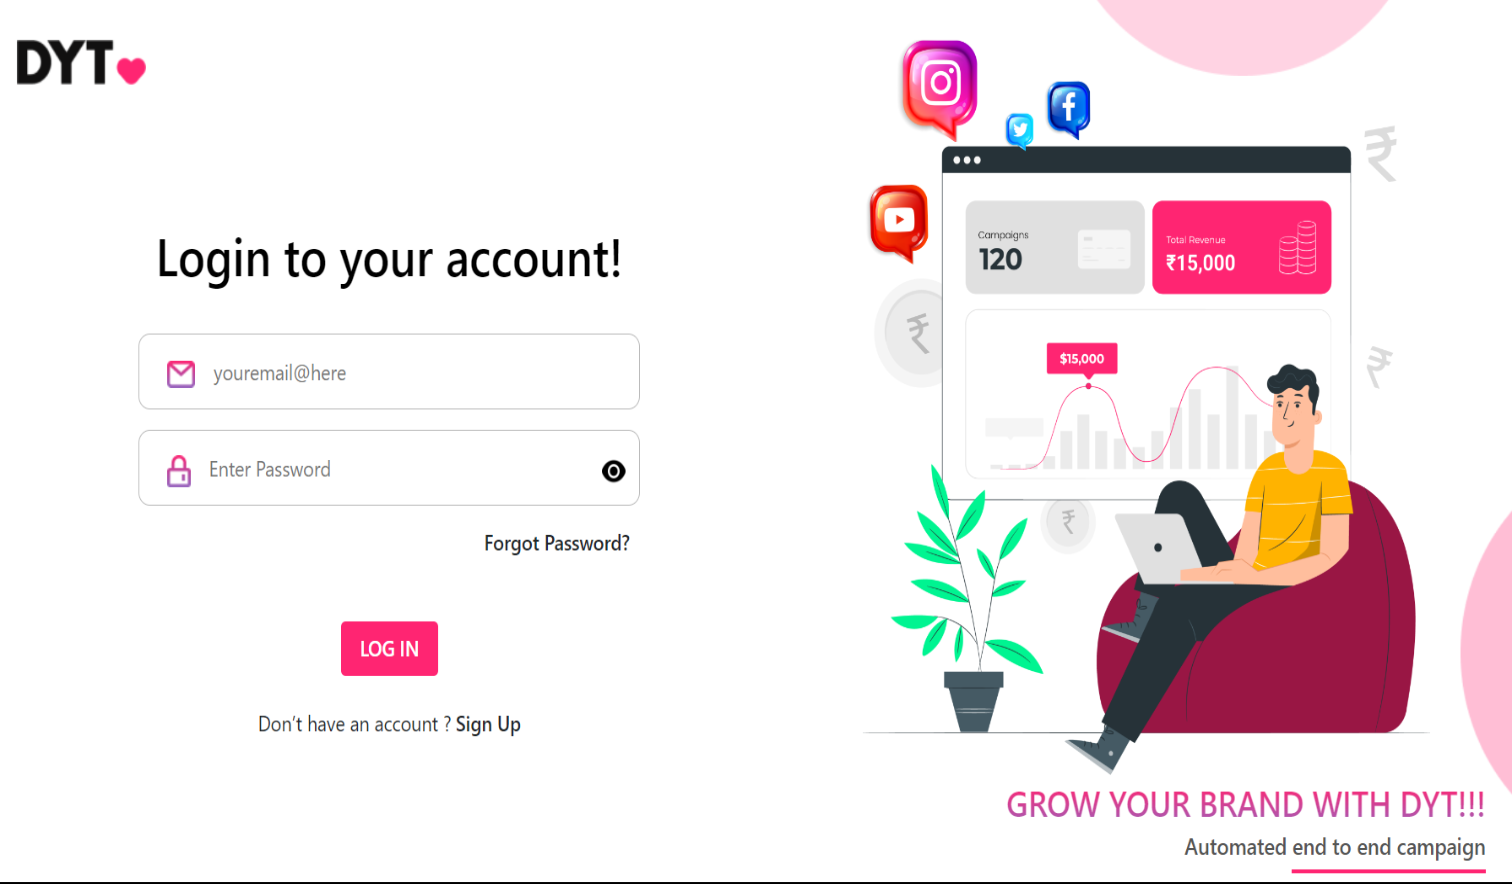 DYT
Login to your account!
youremail@here
Enter Password
Forgot Password?
LOG IN
Don’t have an account ? Sign Up
Campaigns
120
Total Revenue
₹15,000
$15,000
GROW YOUR BRAND WITH DYT!!!
Automated end to end campaign